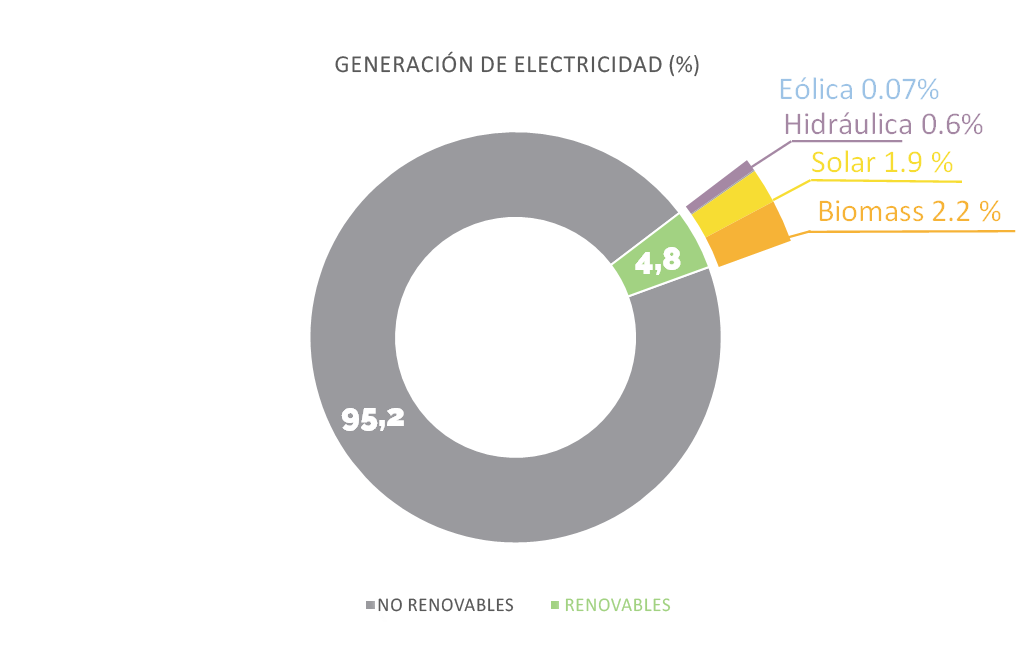 GENERACIÓN DE ELECTRICIDAD (%)
Eólica 0.07%
Hidráulica 0.6%
Solar 1.9 %
Biomass 2.2 %
4,8
95,2
NO RENOVABLES
RENOVABLES